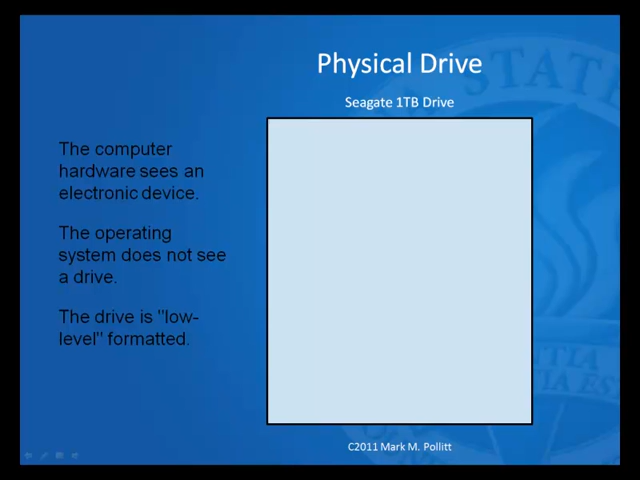 Physical Drive
Seagate 1TB Drive
The computer
hardware sees an
electronic device.
The operating
system does not see
a drive.
The drive is "low-
level" formatted.
C2011 Mark M. Pollitt
STATE